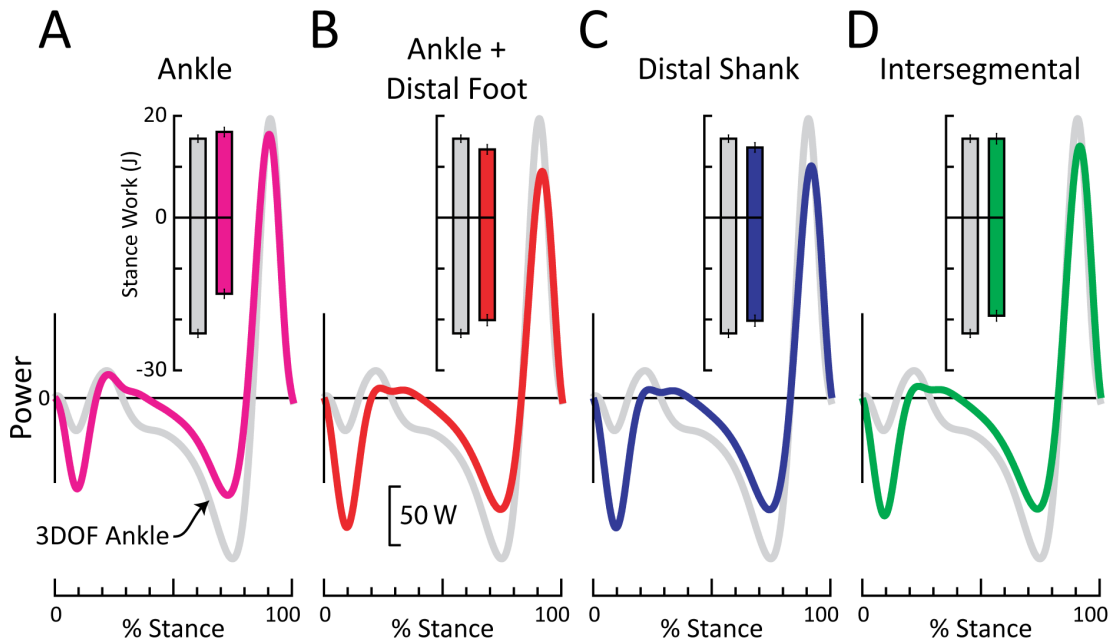 A
B
C
D
Ankle
Ankle +
Distal Foot
Distal Shank
Intersegmental
20
0
-30
Stance Work (J)
Power
0
3DOF Ankle
50 W
0
100
% Stance
0
100
% Stance
0
100
% Stance
0
100
% Stance